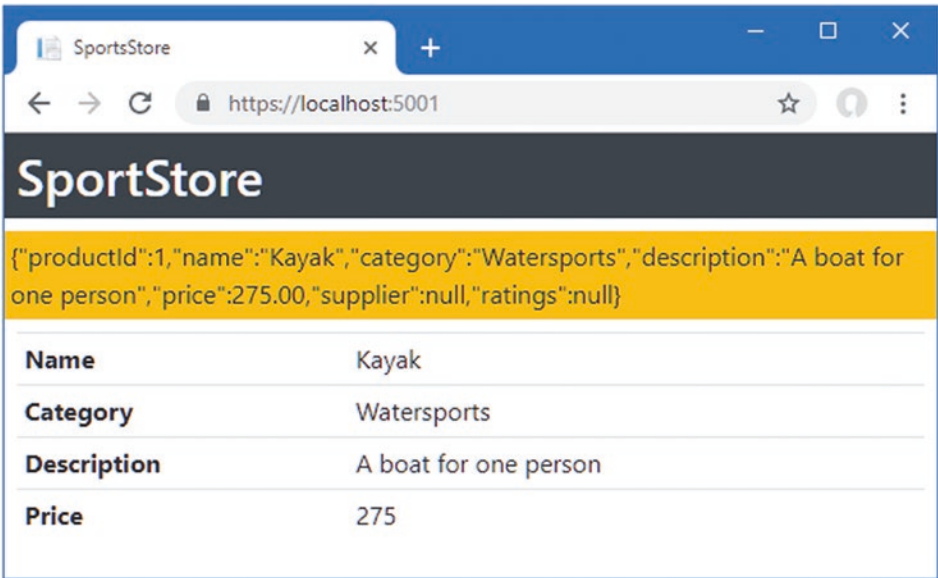 SportsStore
https://localhost:5001
SportStore
{"productId":1,"name":"Kayak","category":"Watersports","description":"A boat for
one person","price":275.00,"supplier":null,"ratings":null}
Name Kayak
Category Watersports
Description A boat for one person
Price 275